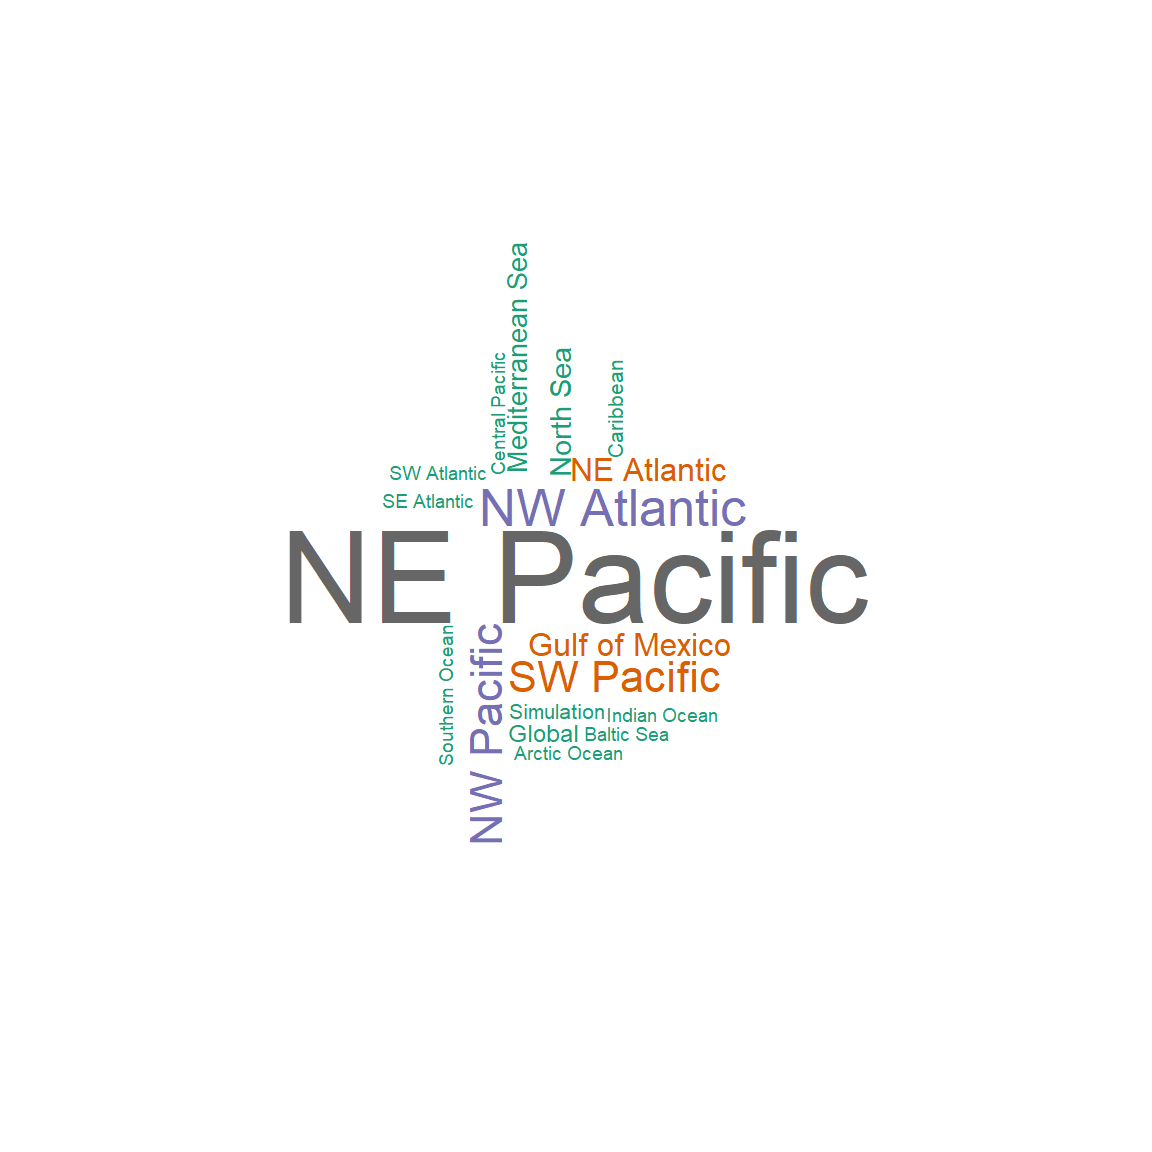 Mediterranean Sea
Central Pacific
North Sea
Caribbean
NE Atlantic
SW Atlantic
SE Atlantic
NW Atlantic
NE Pacific
Southern Ocean
NW Pacific
Gulf of Mexico
SW Pacific
Simulation
Indian Ocean
Global
Baltic Sea
Arctic Ocean